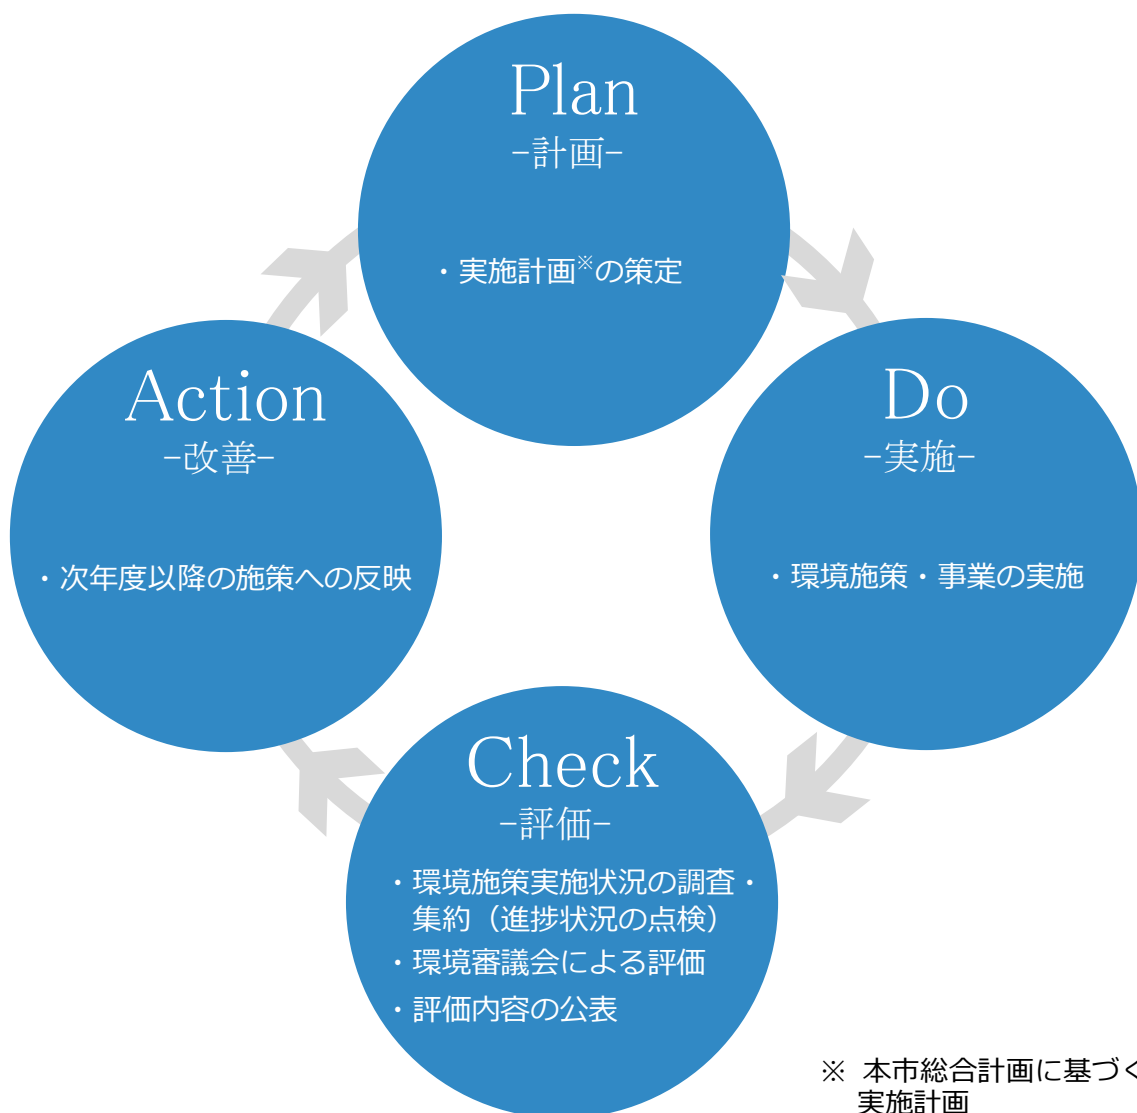 Plan
-計画-
・実施計画※の策定
Do
-実施-
・環境施策・事業の実施
Check
-評価-
・環境施策実施状況の調査・
集約（進捗状況の点検）
・環境審議会による評価
・評価内容の公表
Action
-改善-
・次年度以降の施策への反映
※ 本市総合計画に基づく
実施計画